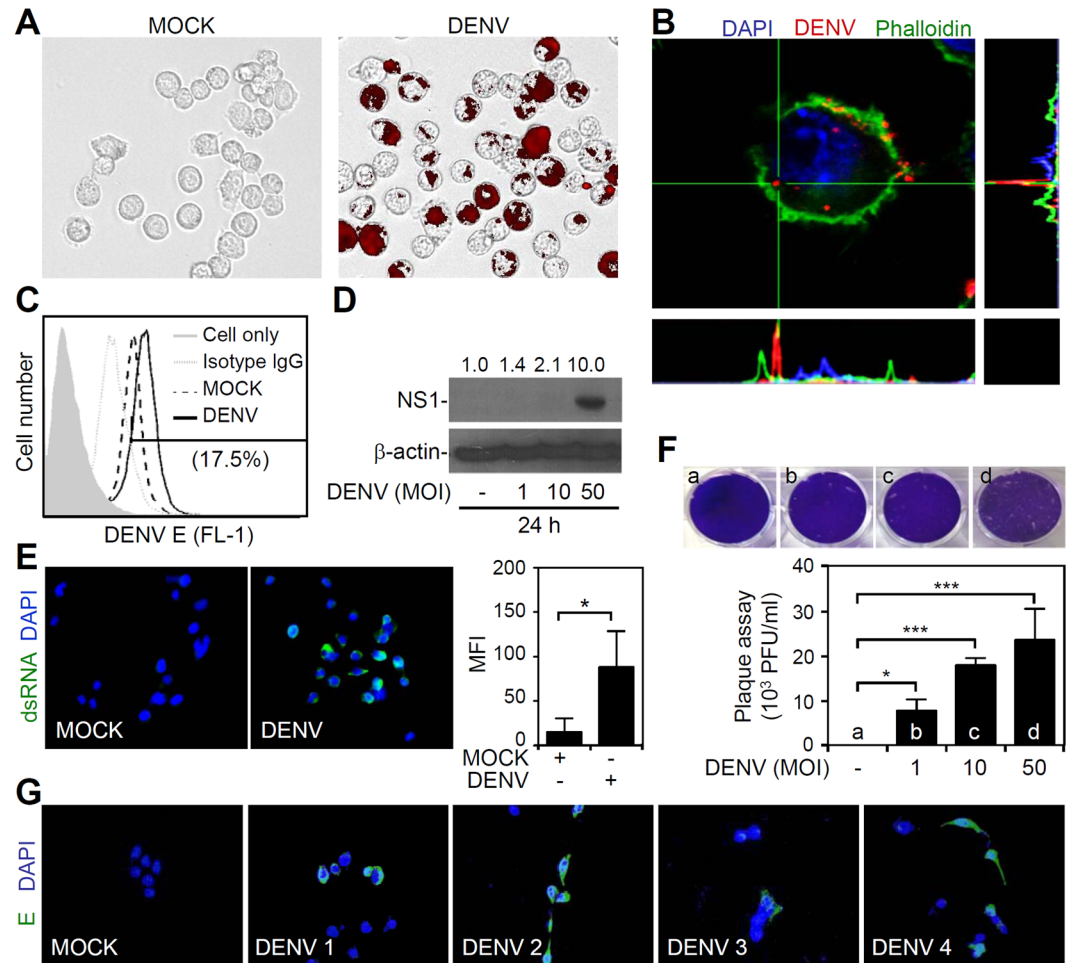 A
MOCK
DENV
B
DAPI DENV Phalloidin
C
Cell number
Cell only
Isotype IgG
MOCK
DENV
(17.5%)
DENV E (FL-1)
D
1.0 1.4 2.1 10.0
NS1-
β-actin-
DENV (MOI) - 1 10 50
24 h
E
dsRNA DAPI
MOCK
DENV
MFI
200
150
100
50
0
*
MOCK + -
DENV - +
F
a b c d
Plaque assay
(10³ PFU/ml)
40
30
20
10
0
***
***
*
a b c d
DENV (MOI) - 1 10 50
G
E DAPI
MOCK
DENV 1
DENV 2
DENV 3
DENV 4